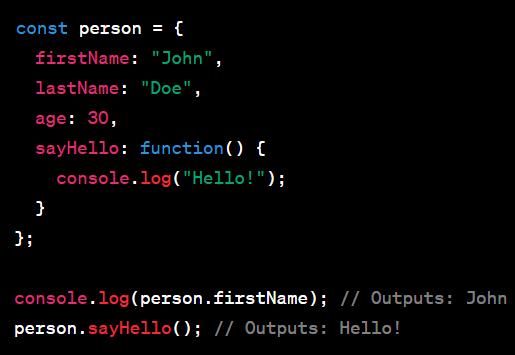 const person = {
  firstName: "John",
  lastName: "Doe",
  age: 30,
  sayHello: function() {
    console.log("Hello!");
  }
};

console.log(person.firstName); // Outputs: John
person.sayHello(); // Outputs: Hello!